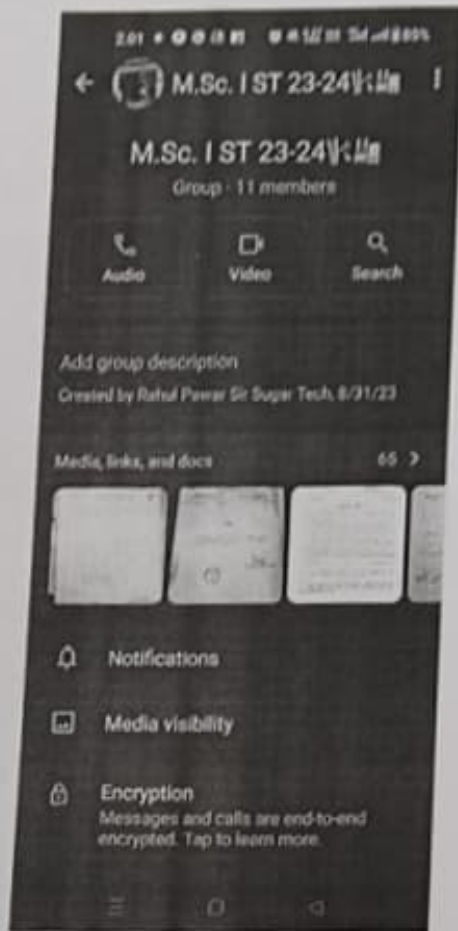 2:01
M.Sc. I ST 23-24
M.Sc. I ST 23-24
Group · 11 members
Audio Video Search
Add group description
Created by Rahul Pawar Sir Sugar Tech, 8/31/23
Media, links, and docs 65 >
Notifications
Media visibility
Encryption
Messages and calls are end-to-end
encrypted. Tap to learn more.